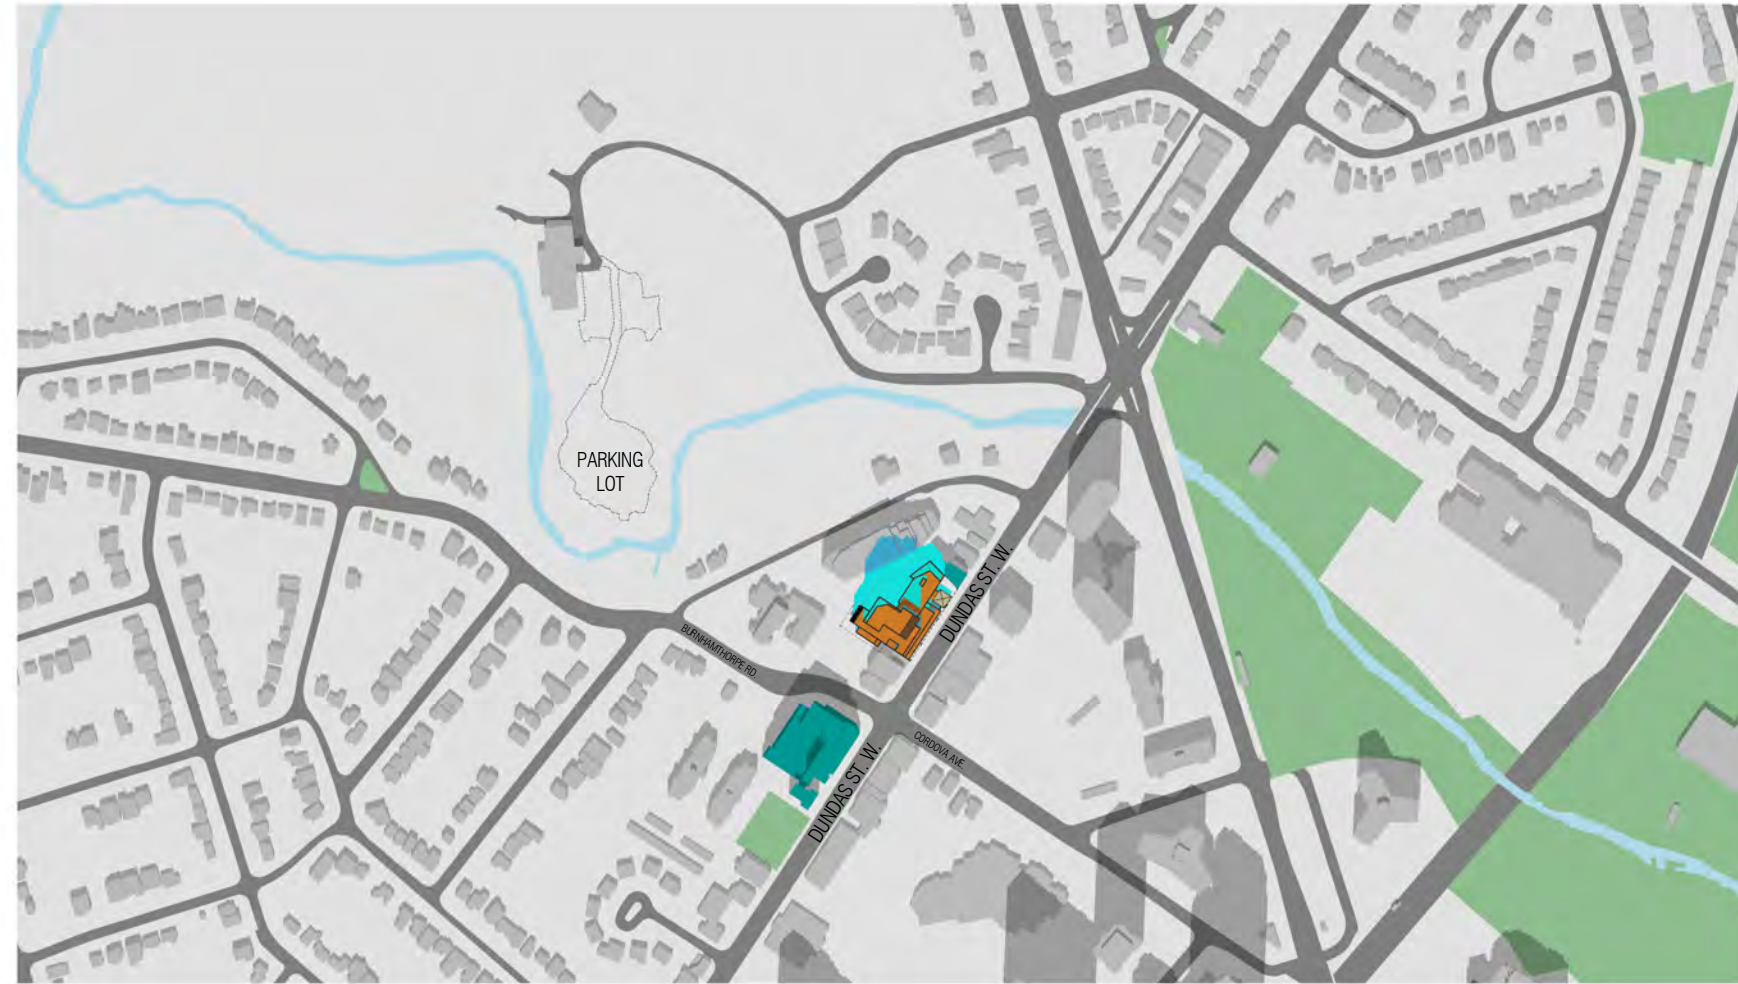 PARKING
LOT
DUNDAS ST. W.
BURNHAMTHORPE RD.
CORDOVA AVE.
DUNDAS ST. W.